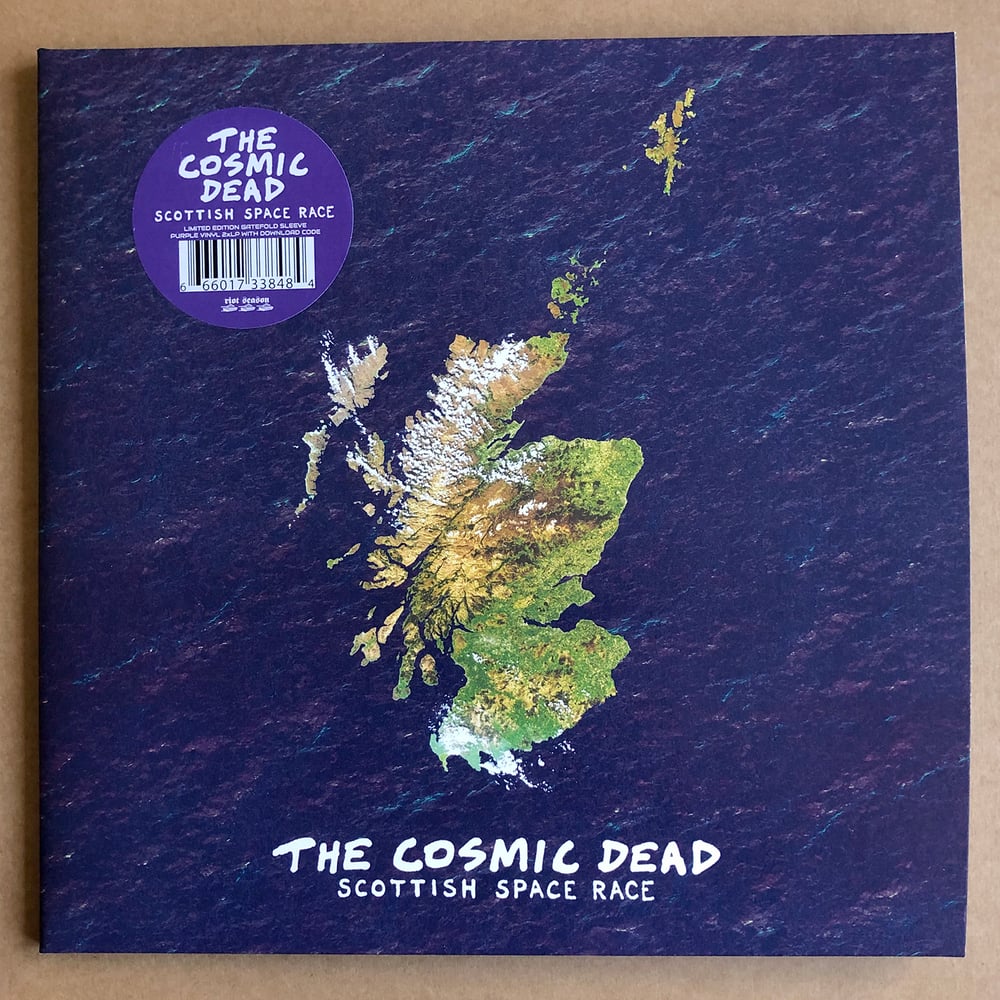 THE
COSMIC
DEAD
SCOTTISH SPACE RACE
LIMITED EDITION GATEFOLD SLEEVE
PURPLE VINYL 2xLP WITH DOWNLOAD CODE
6 66017 33848 4
riot season
THE COSMIC DEAD
SCOTTISH SPACE RACE